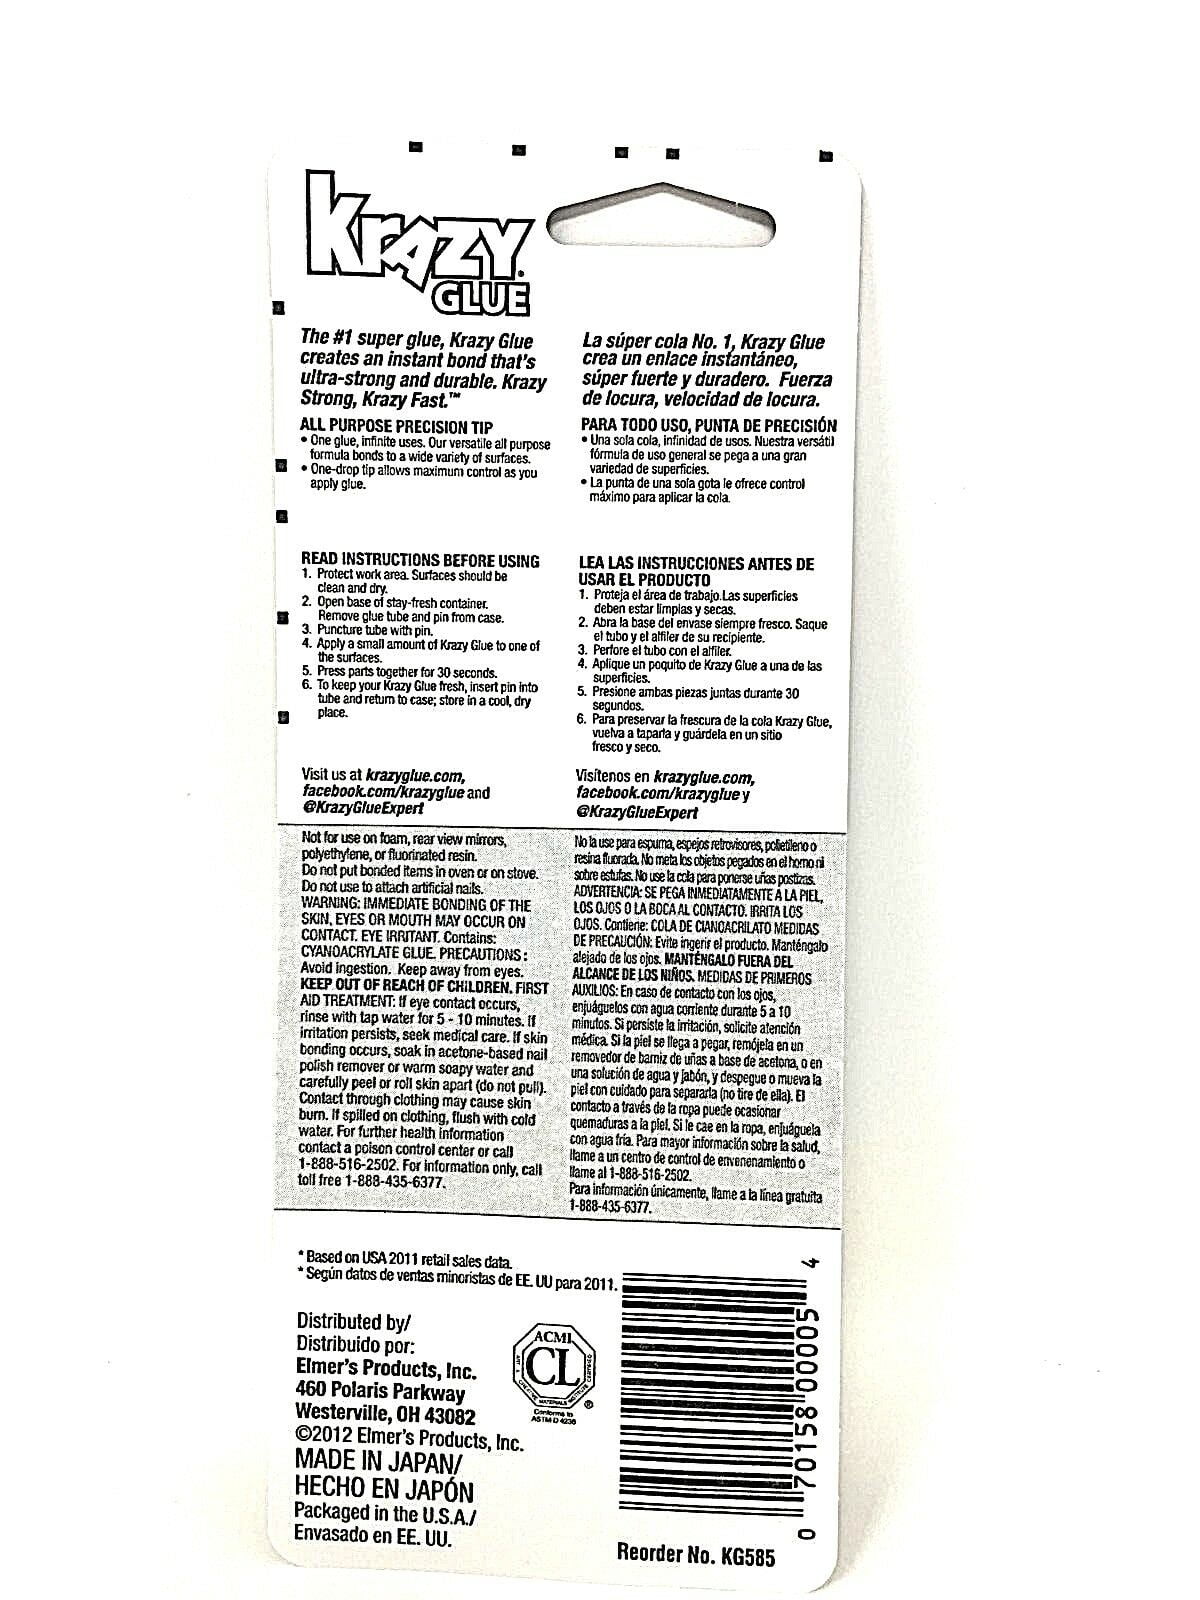 Krazy
GLUE
The #1 super glue, Krazy Glue
creates an instant bond that's
ultra-strong and durable. Krazy
Strong, Krazy Fast.™
ALL PURPOSE PRECISION TIP
• One glue, infinite uses. Our versatile all purpose
formula bonds to a wide variety of surfaces.
• One-drop tip allows maximum control as you
apply glue.
READ INSTRUCTIONS BEFORE USING
1. Protect work area. Surfaces should be
clean and dry.
2. Open base of stay-fresh container.
Remove glue tube and pin from case.
3. Puncture tube with pin.
4. Apply a small amount of Krazy Glue to one of
the surfaces.
5. Press parts together for 30 seconds.
6. To keep your Krazy Glue fresh, insert pin into
tube and return to case; store in a cool, dry
place.
Visit us at krazyglue.com,
facebook.com/krazyglue and
@KrazyGlueExpert
La súper cola No. 1, Krazy Glue
crea un enlace instantáneo,
súper fuerte y duradero. Fuerza
de locura, velocidad de locura.
PARA TODO USO, PUNTA DE PRECISIÓN
• Una sola cola, infinidad de usos. Nuestra versátil
fórmula de uso general se pega a una gran
variedad de superficies.
• La punta de una sola gota le ofrece control
máximo para aplicar la cola.
LEA LAS INSTRUCCIONES ANTES DE
USAR EL PRODUCTO
1. Proteja el área de trabajo.Las superficies
deben estar limpias y secas.
2. Abra la base del envase siempre fresco. Saque
el tubo y el alfiler de su recipiente.
3. Perfore el tubo con el alfiler.
4. Aplique un poquito de Krazy Glue a una de las
superficies.
5. Presione ambas piezas juntas durante 30
segundos.
6. Para preservar la frescura de la cola Krazy Glue,
vuelva a taparla y guárdela en un sitio
fresco y seco.
Visítenos en krazyglue.com,
facebook.com/krazyglue y
@KrazyGlueExpert
Not for use on foam, rear view mirrors,
polyethylene, or fluorinated resin.
Do not put bonded items in oven or on stove.
Do not use to attach artificial nails.
WARNING: IMMEDIATE BONDING OF THE
SKIN, EYES OR MOUTH MAY OCCUR ON
CONTACT. EYE IRRITANT. Contains:
CYANOACRYLATE GLUE. PRECAUTIONS:
Avoid ingestion. Keep away from eyes.
KEEP OUT OF REACH OF CHILDREN. FIRST
AID TREATMENT: If eye contact occurs,
rinse with tap water for 5 - 10 minutes. If
irritation persists, seek medical care. If skin
bonding occurs, soak in acetone-based nail
polish remover or warm soapy water and
carefully peel or roll skin apart (do not pull).
Contact through clothing may cause skin
burn. If spilled on clothing, flush with cold
water. For further health information
contact a poison control center or call
1-888-516-2502. For information only, call
toll free 1-888-435-6377.
No la use para espuma, espejos retrovisores, polietileno o
resina fluorada. No meta los objetos pegados en el horno ni
sobre estufas. No use la cola para ponerse uñas postizas.
ADVERTENCIA: SE PEGA INMEDIATAMENTE A LA PIEL,
LOS OJOS O LA BOCA AL CONTACTO. IRRITA LOS
OJOS. Contiene: COLA DE CIANOACRILATO MEDIDAS
DE PRECAUCIÓN: Evite ingerir el producto. Manténgalo
alejado de los ojos. MANTÉNGALO FUERA DEL
ALCANCE DE LOS NIÑOS. MEDIDAS DE PRIMEROS
AUXILIOS: En caso de contacto con los ojos,
enjuáguelos con agua corriente durante 5 a 10
minutos. Si persiste la irritación, solicite atención
médica. Si la piel se llega a pegar, remójela en un
removedor de barniz de uñas a base de acetona, o en
una solución de agua y jabón, y despegue o mueva la
piel con cuidado para separarla (no tire de ella). El
contacto a través de la ropa puede ocasionar
quemaduras a la piel. Si le cae en la ropa, enjuáguela
con agua fría. Para mayor información sobre la salud,
llame a un centro de control de envenenamiento o
llame al 1-888-516-2502.
Para información únicamente, llame a la línea gratuita
1-888-435-6377.
* Based on USA 2011 retail sales data.
* Según datos de ventas minoristas de EE. UU para 2011.
Distributed by/
Distribuido por:
Elmer's Products, Inc.
460 Polaris Parkway
Westerville, OH 43082
©2012 Elmer's Products, Inc.
MADE IN JAPAN/
HECHO EN JAPÓN
Packaged in the U.S.A./
Envasado en EE. UU.
ACMI
CL
ART & CREATIVE MATERIALS INSTITUTE CERTIFIED
®
Conforms to
ASTM D 4236
0 70158 00005 4
Reorder No. KG585